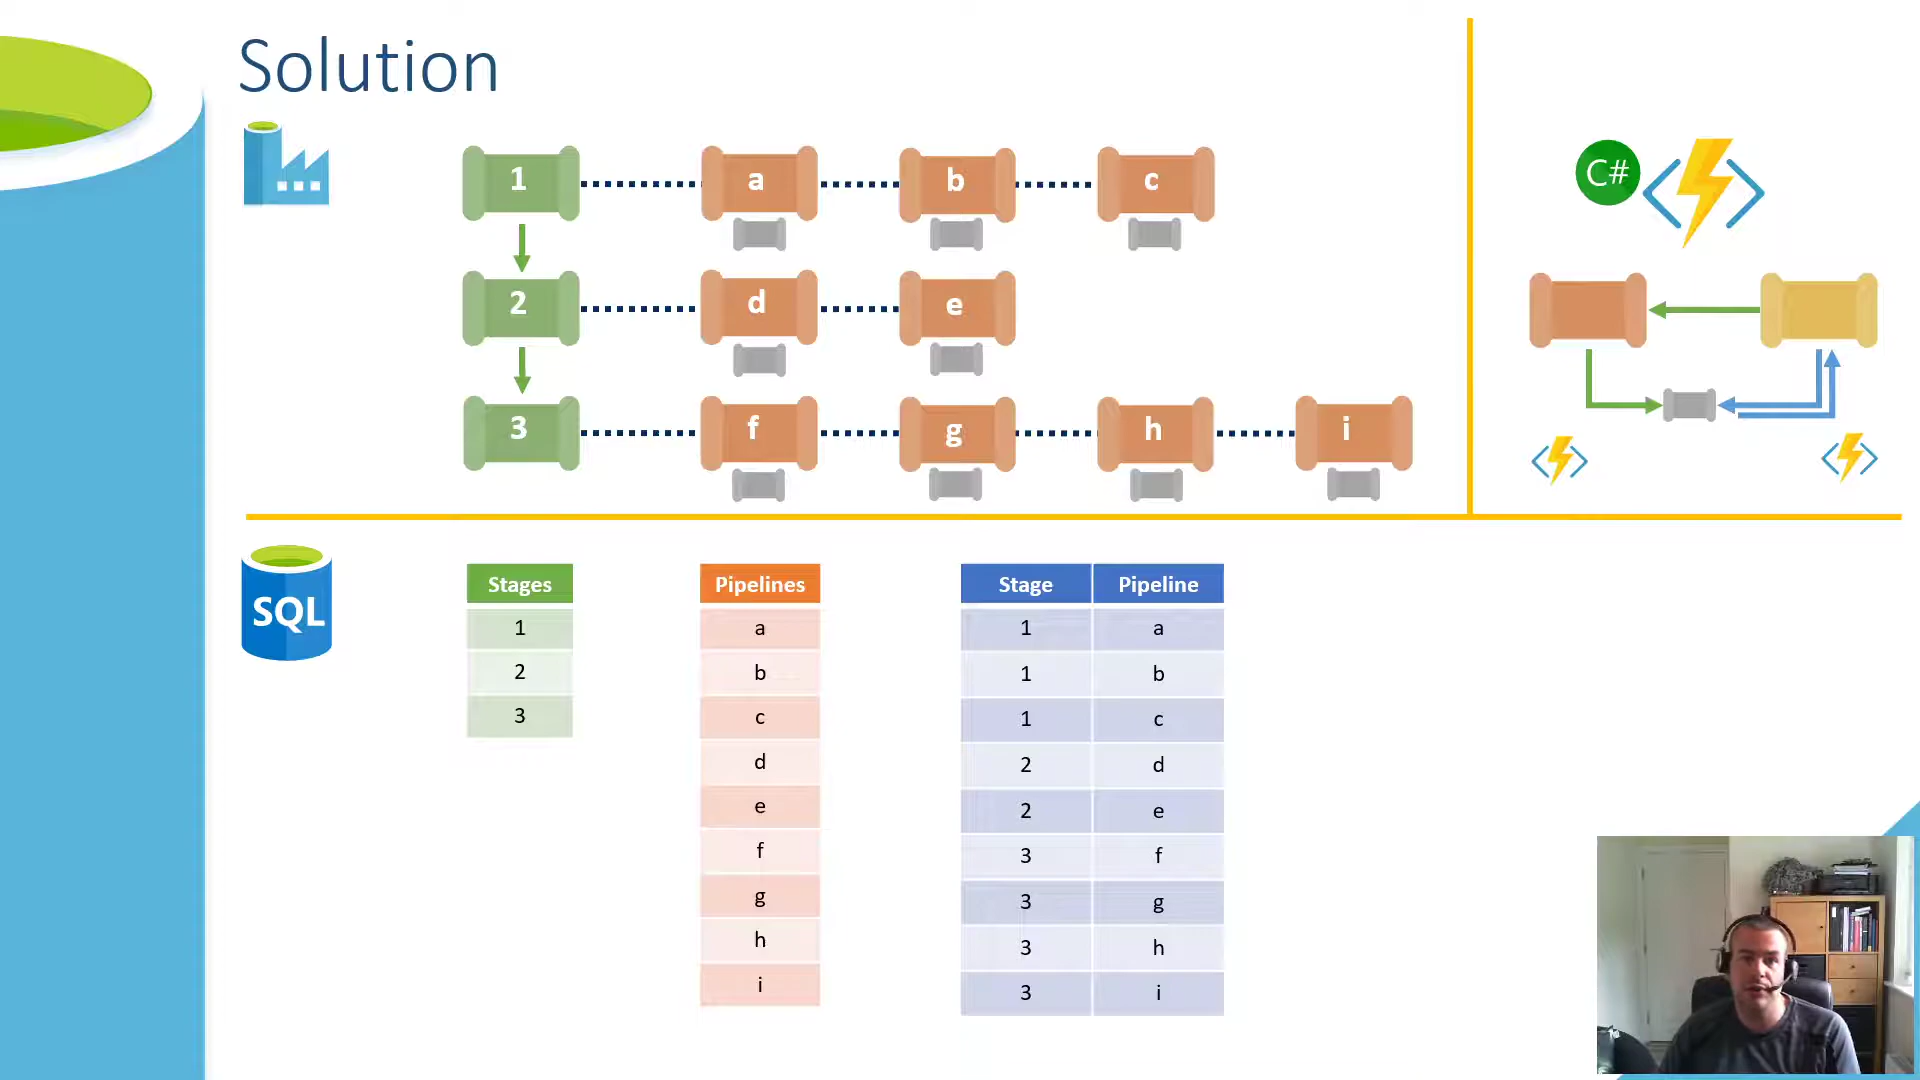 Solution
1 a b c
C#
2 d e
3 f g h i
SQL
Stages
1
2
3
Pipelines
a
b
c
d
e
f
g
h
i
Stage Pipeline
1 a
1 b
1 c
2 d
2 e
3 f
3 g
3 h
3 i